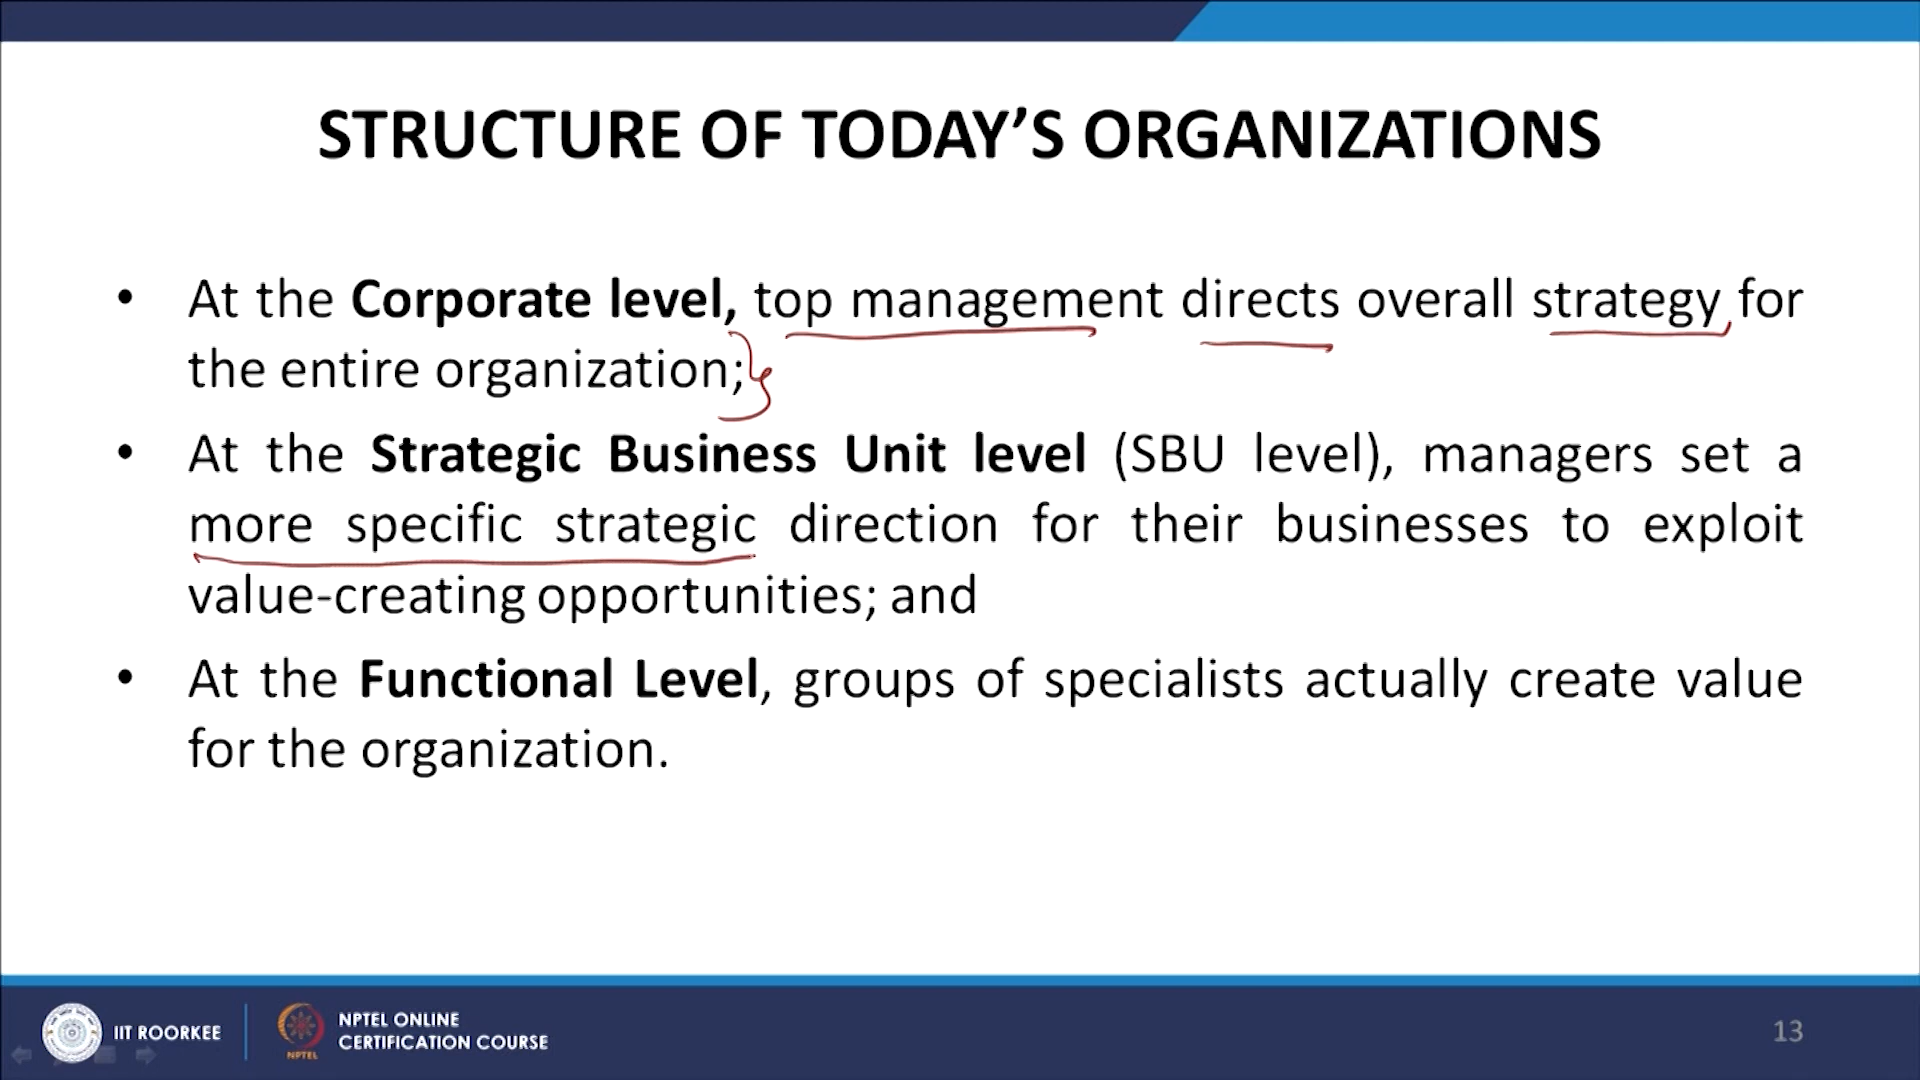 STRUCTURE OF TODAY’S ORGANIZATIONS
• At the Corporate level, top management directs overall strategy for
the entire organization;
• At the Strategic Business Unit level (SBU level), managers set a
more specific strategic direction for their businesses to exploit
value-creating opportunities; and
• At the Functional Level, groups of specialists actually create value
for the organization.
IIT ROORKEE
NPTEL
NPTEL ONLINE
CERTIFICATION COURSE
13